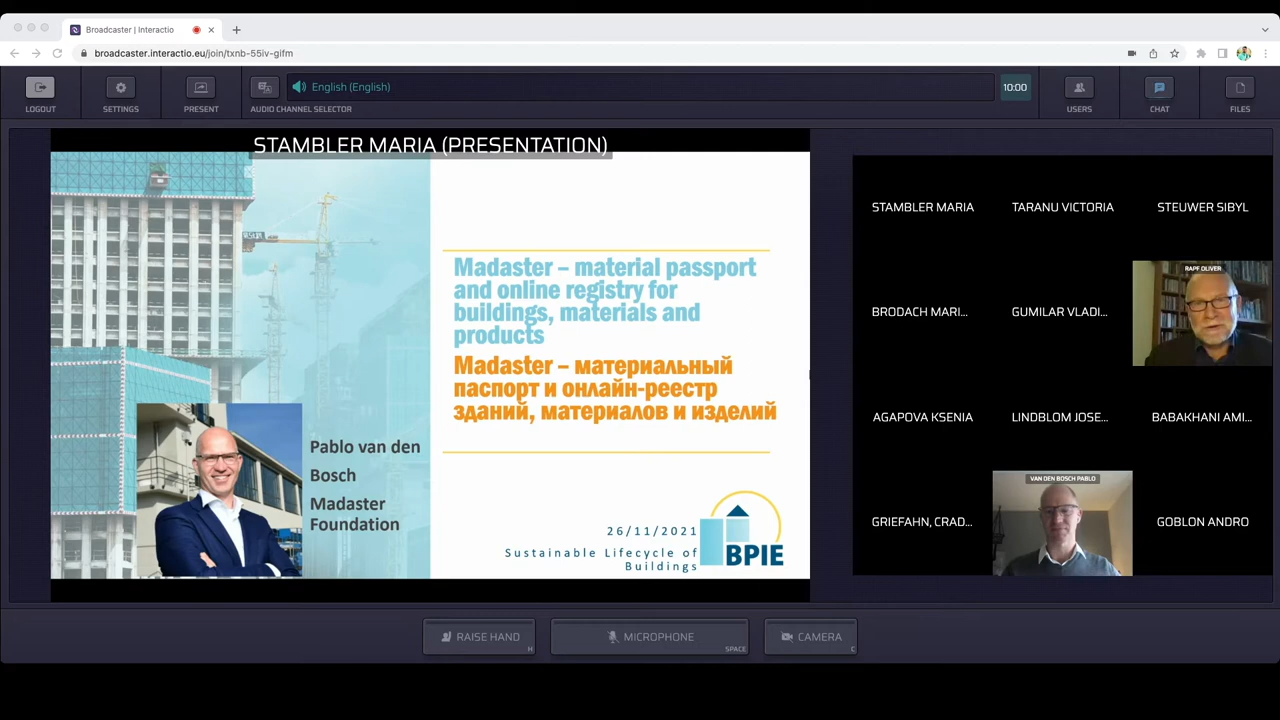 Broadcaster | Interactio
broadcaster.interactio.eu/join/txnb-55iv-gifm
LOGOUT
SETTINGS
PRESENT
English (English)
AUDIO CHANNEL SELECTOR
10:00
USERS
CHAT
FILES
STAMBLER MARIA (PRESENTATION)
Madaster – material passport
and online registry for
buildings, materials and
products
Madaster – материальный
паспорт и онлайн-реестр
зданий, материалов и изделий
Pablo van den
Bosch
Madaster
Foundation
26/11/2021
Sustainable Lifecycle of
Buildings
BPIE
STAMBLER MARIA
TARANU VICTORIA
STEUWER SIBYL
BRODACH MARI...
GUMILAR VLADI...
RAPF OLIVER
AGAPOVA KSENIA
LINDBLOM JOSE...
BABAKHANI AMI...
GRIEFAHN, CRAD...
VAN DEN BOSCH PABLO
GOBLON ANDRO
RAISE HAND
H
MICROPHONE
SPACE
CAMERA
C